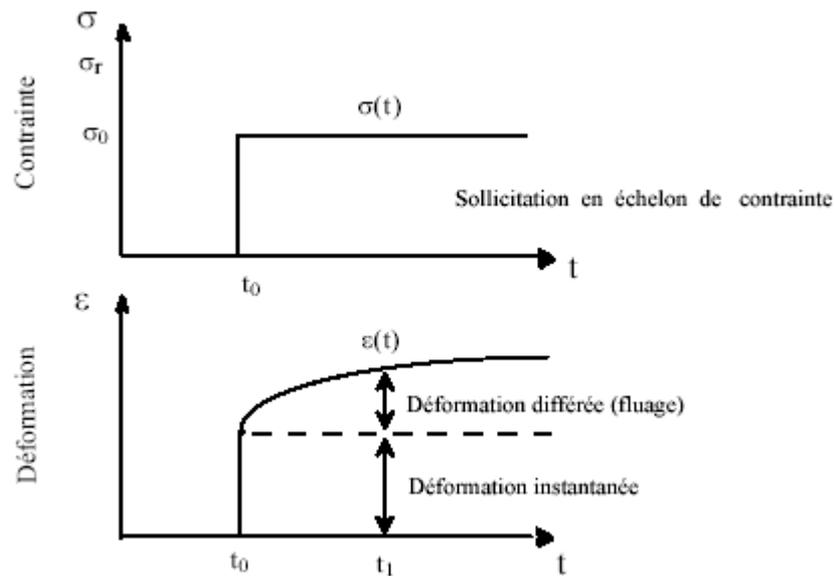 σ
σr
Contrainte
σ(t)
σ0
Sollicitation en échelon de contrainte
t0
t
ε
ε(t)
Déformation
Déformation différée (fluage)
Déformation instantanée
t0
t1
t